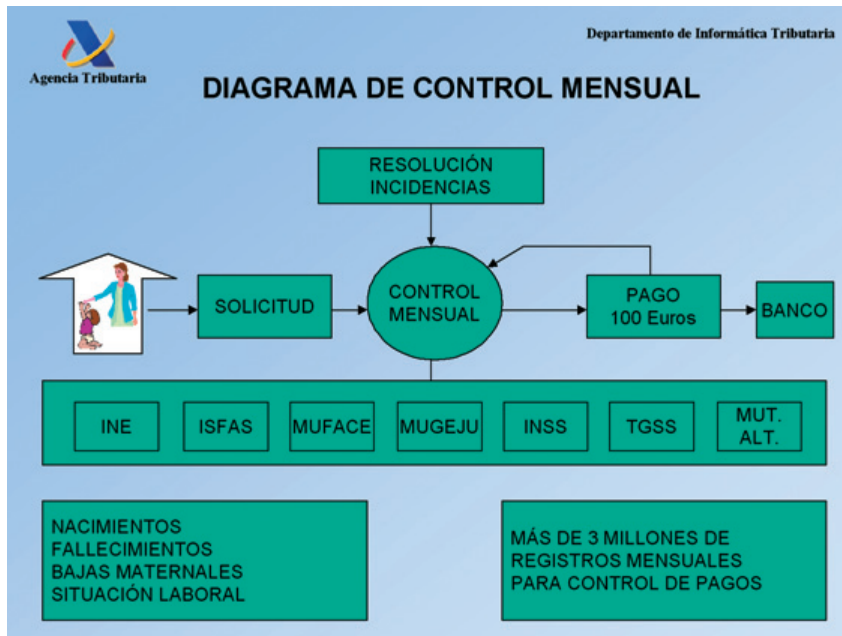 Departamento de Informática Tributaria
Agencia Tributaria
DIAGRAMA DE CONTROL MENSUAL
RESOLUCIÓN
INCIDENCIAS
SOLICITUD
CONTROL
MENSUAL
PAGO
100 Euros
BANCO
INE
ISFAS
MUFACE
MUGEJU
INSS
TGSS
MUT.
ALT.
NACIMIENTOS
FALLECIMIENTOS
BAJAS MATERNALES
SITUACIÓN LABORAL
MÁS DE 3 MILLONES DE
REGISTROS MENSUALES
PARA CONTROL DE PAGOS